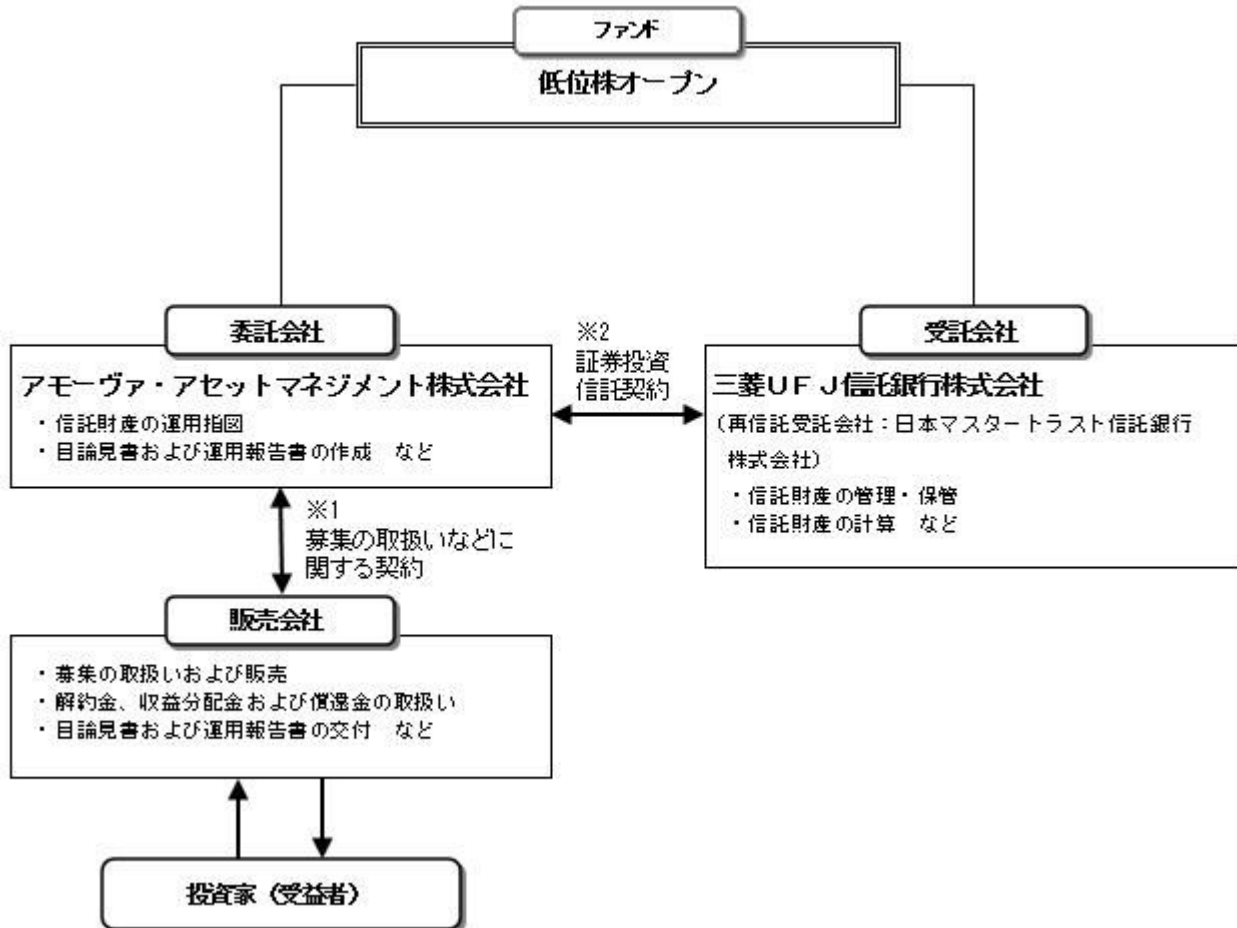 ファンド
低位株オープン
委託会社
アモーヴァ・アセットマネジメント株式会社
・信託財産の運用指図
・目論見書および運用報告書の作成　など
※2
証券投資
信託契約
受託会社
三菱UFJ信託銀行株式会社
（再信託受託会社：日本マスタートラスト信託銀行
株式会社）
・信託財産の管理・保管
・信託財産の計算　など
※1
募集の取扱いなどに
関する契約
販売会社
・募集の取扱いおよび販売
・解約金、収益分配金および償還金の取扱い
・目論見書および運用報告書の交付　など
投資家（受益者）